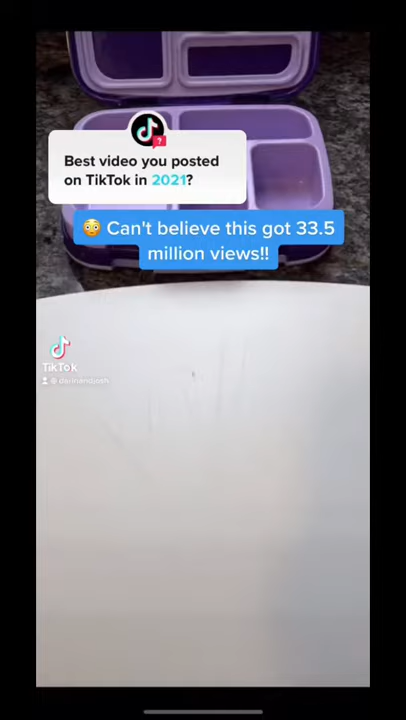 Best video you posted
on TikTok in 2021?
😳 Can't believe this got 33.5
million views!!
TikTok